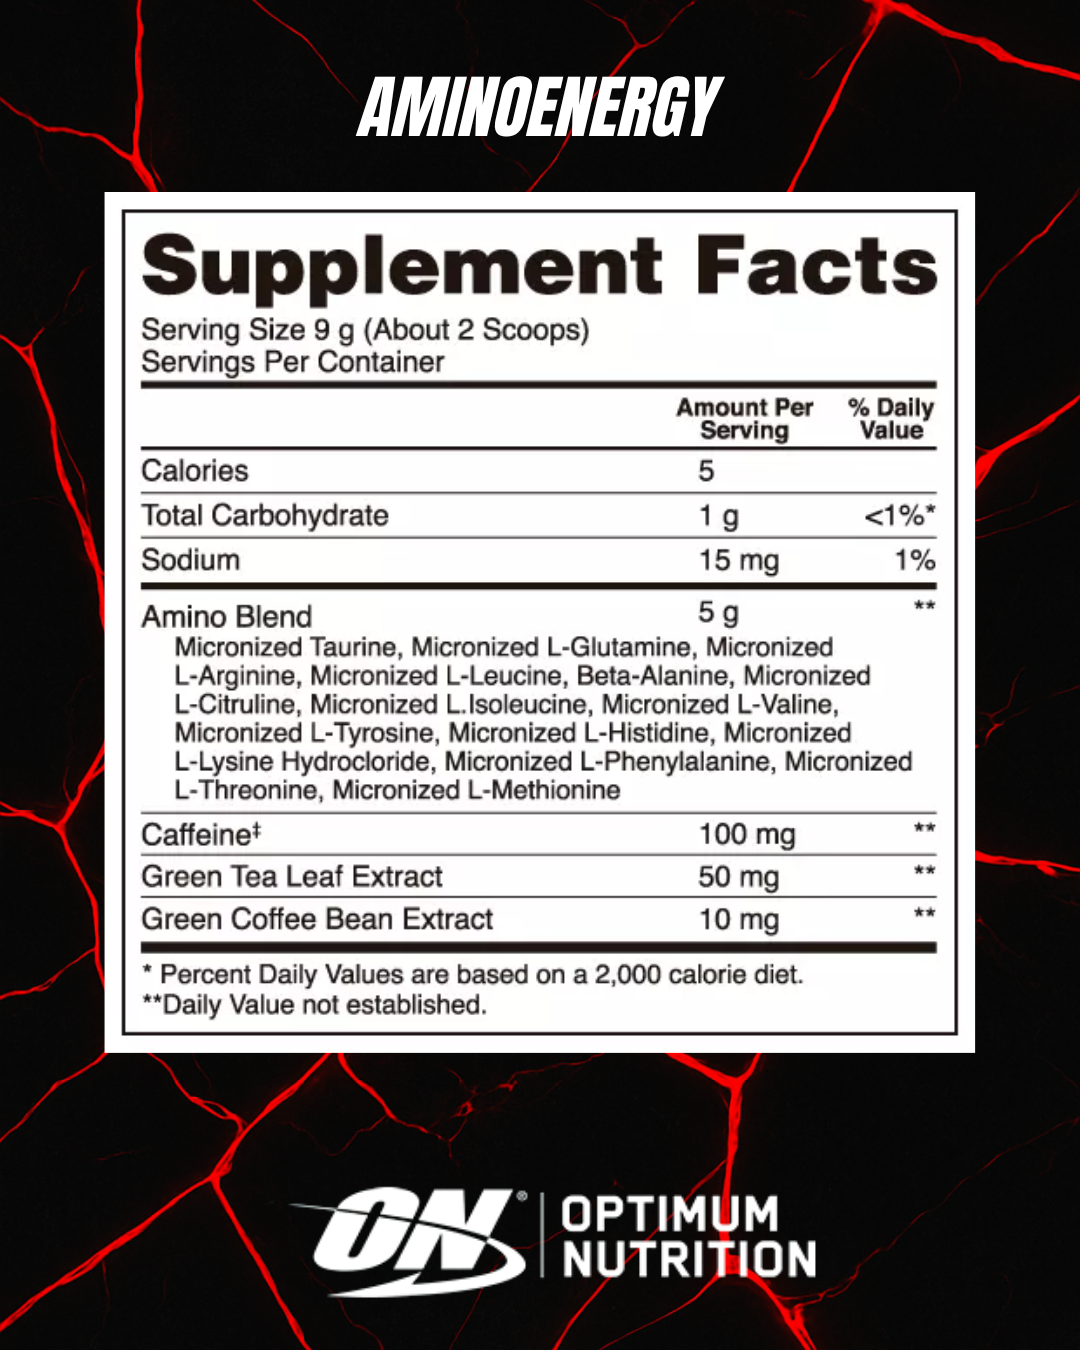 AMINOENERGY
Supplement Facts
Serving Size 9 g (About 2 Scoops)
Servings Per Container
Amount Per Serving % Daily Value
Calories 5
Total Carbohydrate 1 g <1%*
Sodium 15 mg 1%
Amino Blend 5 g **
Micronized Taurine, Micronized L-Glutamine, Micronized
L-Arginine, Micronized L-Leucine, Beta-Alanine, Micronized
L-Citruline, Micronized L.Isoleucine, Micronized L-Valine,
Micronized L-Tyrosine, Micronized L-Histidine, Micronized
L-Lysine Hydrocloride, Micronized L-Phenylalanine, Micronized
L-Threonine, Micronized L-Methionine
Caffeine‡ 100 mg **
Green Tea Leaf Extract 50 mg **
Green Coffee Bean Extract 10 mg **
* Percent Daily Values are based on a 2,000 calorie diet.
**Daily Value not established.
ON®
OPTIMUM
NUTRITION